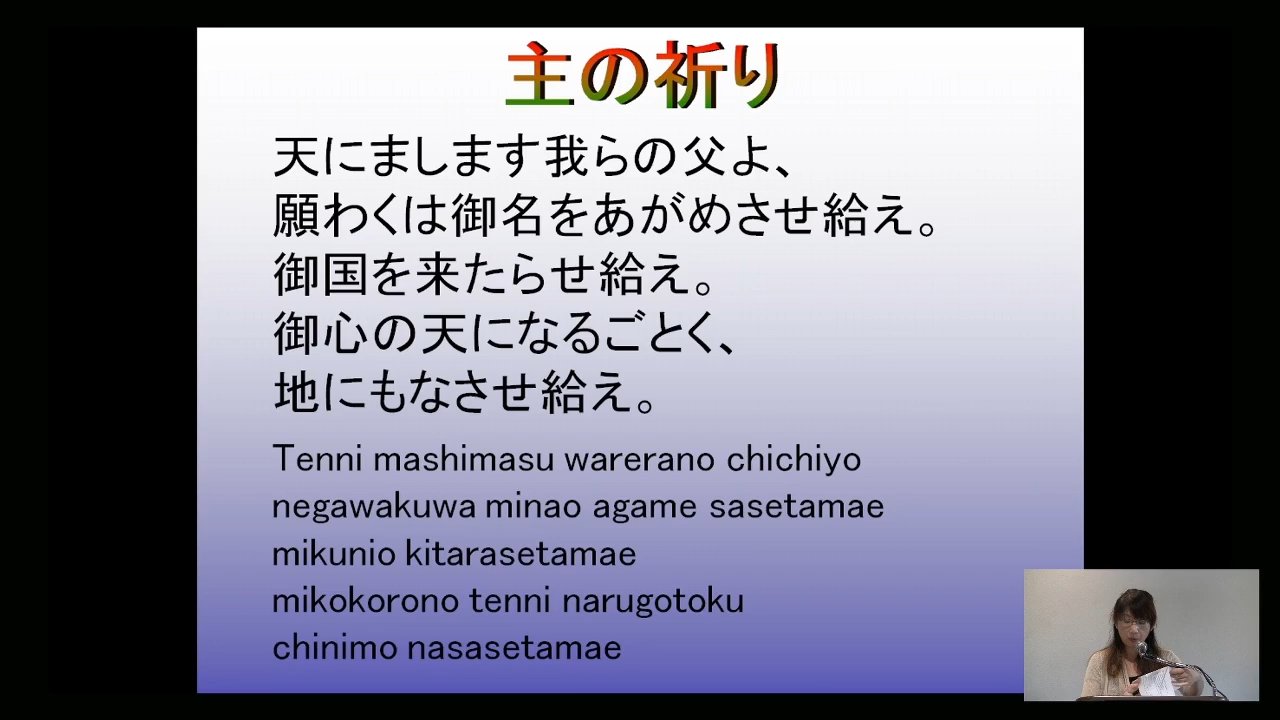 主の祈り
天にまします我らの父よ、
願わくは御名をあがめさせ給え。
御国を来たらせ給え。
御心の天になるごとく、
地にもなさせ給え。
Tenni mashimasu warerano chichiyo
negawakuwa minao agame sasetamae
mikunio kitarasetamae
mikokorono tenni narugotoku
chinimo nasasetamae